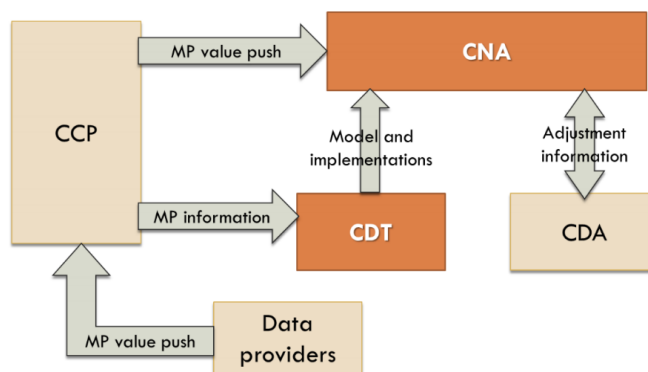 MP value push
CNA
CCP
Model and
implementations
Adjustment
information
MP information
CDT
CDA
Data
providers
MP value push